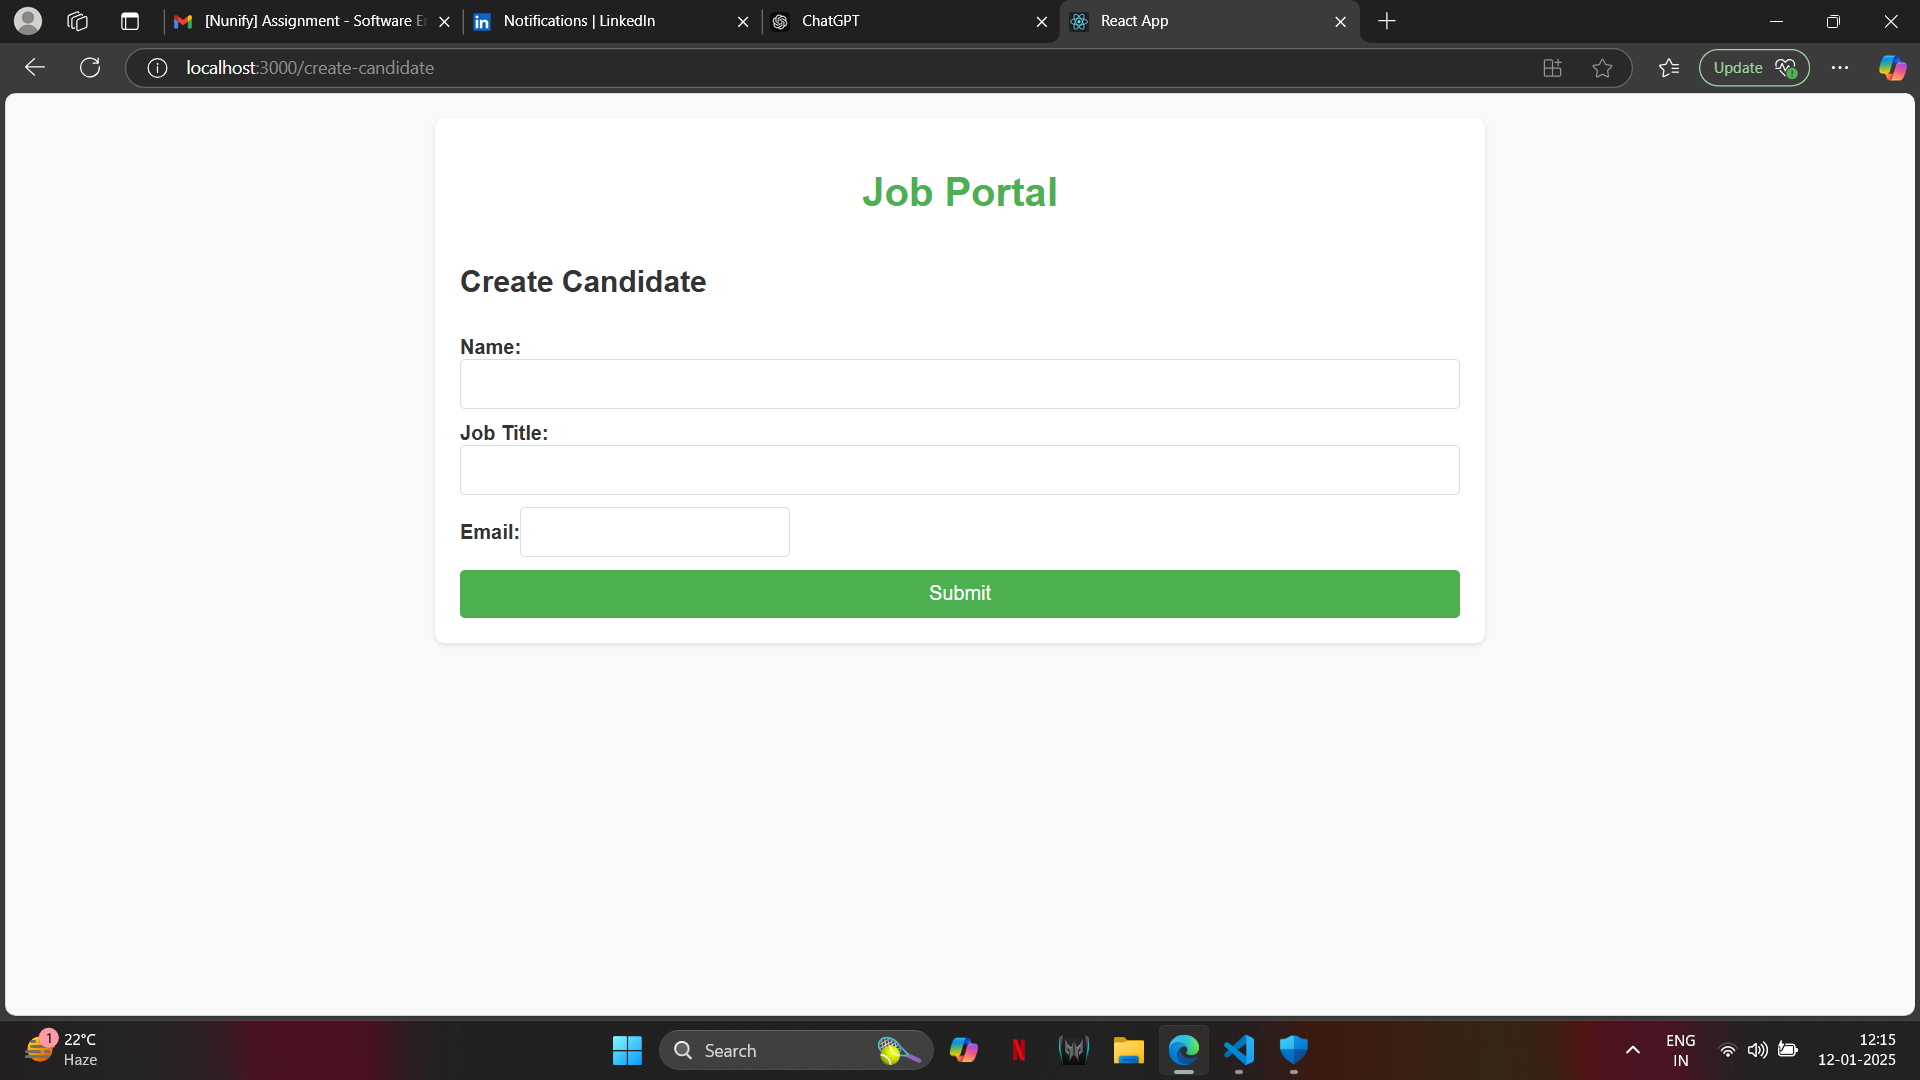 [Nunify] Assignment - Software E
Notifications | LinkedIn
ChatGPT
React App
localhost:3000/create-candidate
Update
Job Portal
Create Candidate
Name:
Job Title:
Email:
Submit
1
22°C
Haze
Search
N
ENG
IN
12:15
12-01-2025